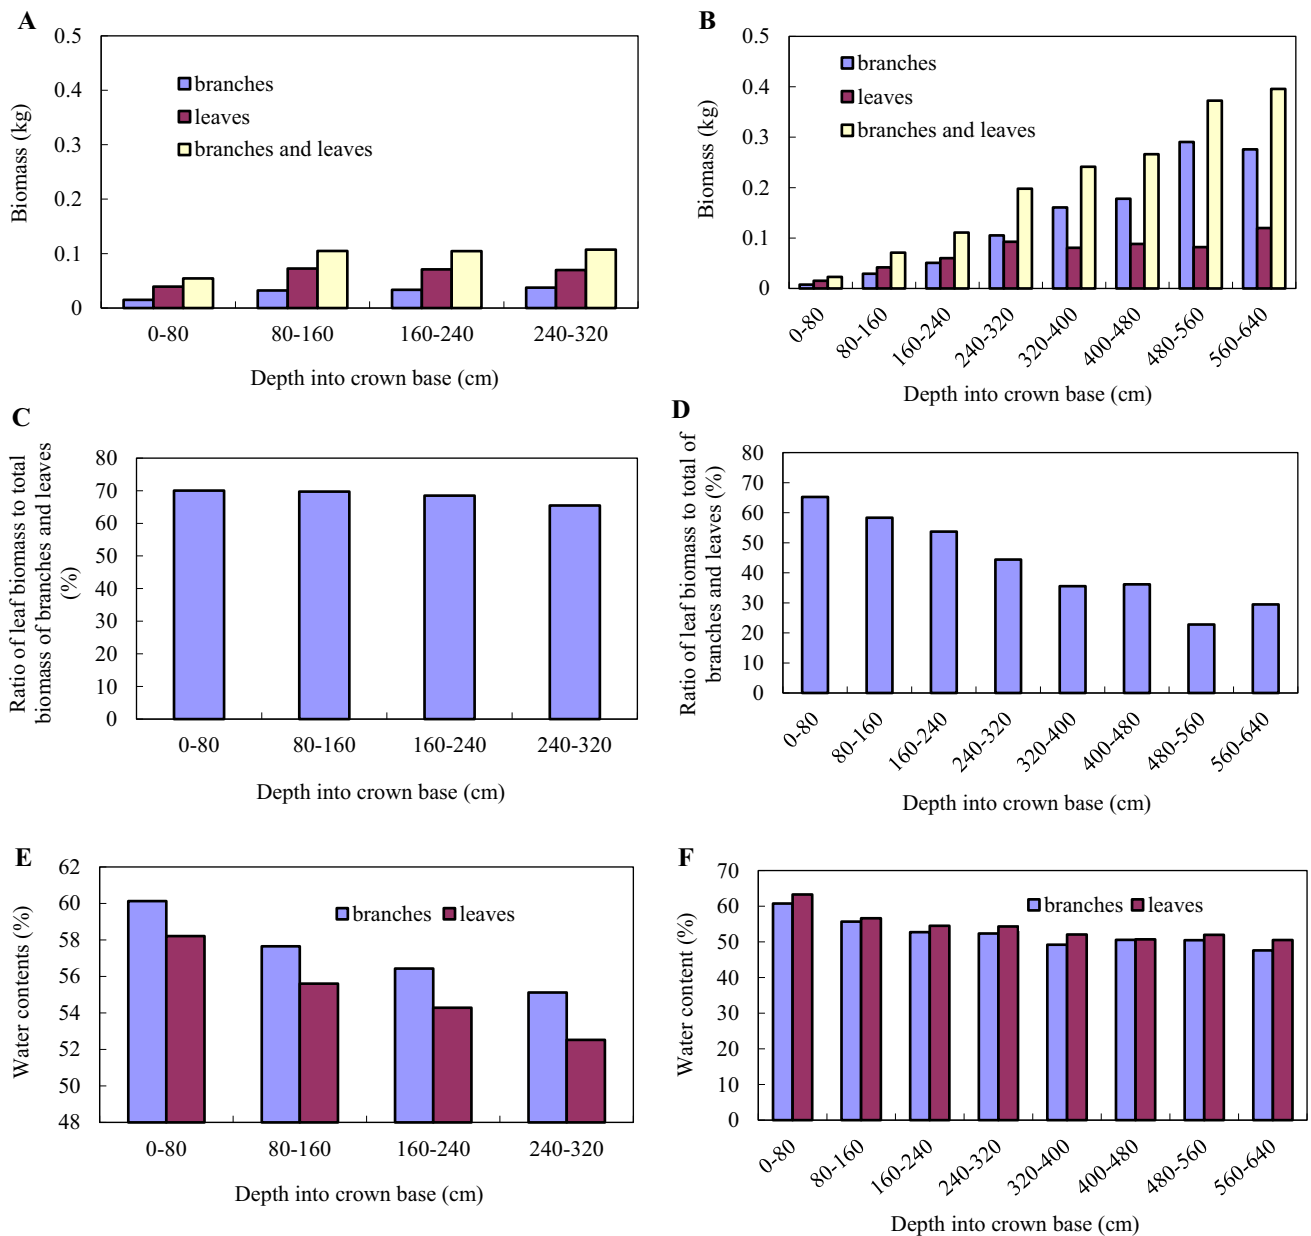 A
Biomass (kg)
0.5
0.4
0.3
0.2
0.1
0
branches
leaves
branches and leaves
0-80
80-160
160-240
240-320
Depth into crown base (cm)
B
Biomass (kg)
0.5
0.4
0.3
0.2
0.1
0
branches
leaves
branches and leaves
0-80
80-160
160-240
240-320
320-400
400-480
480-560
560-640
Depth into crown base (cm)
C
Ratio of leaf biomass to total
biomass of branches and leaves
(%)
80
70
60
50
40
30
20
10
0
0-80
80-160
160-240
240-320
Depth into crown base (cm)
D
Ratio of leaf biomass to total of
branches and leaves (%)
80
70
60
50
40
30
20
10
0
0-80
80-160
160-240
240-320
320-400
400-480
480-560
560-640
Depth into crown base (cm)
E
Water contents (%)
62
60
58
56
54
52
50
48
branches
leaves
0-80
80-160
160-240
240-320
Depth into crown base (cm)
F
Water content (%)
70
60
50
40
30
20
10
0
branches
leaves
0-80
80-160
160-240
240-320
320-400
400-480
480-560
560-640
Depth into crown base (cm)